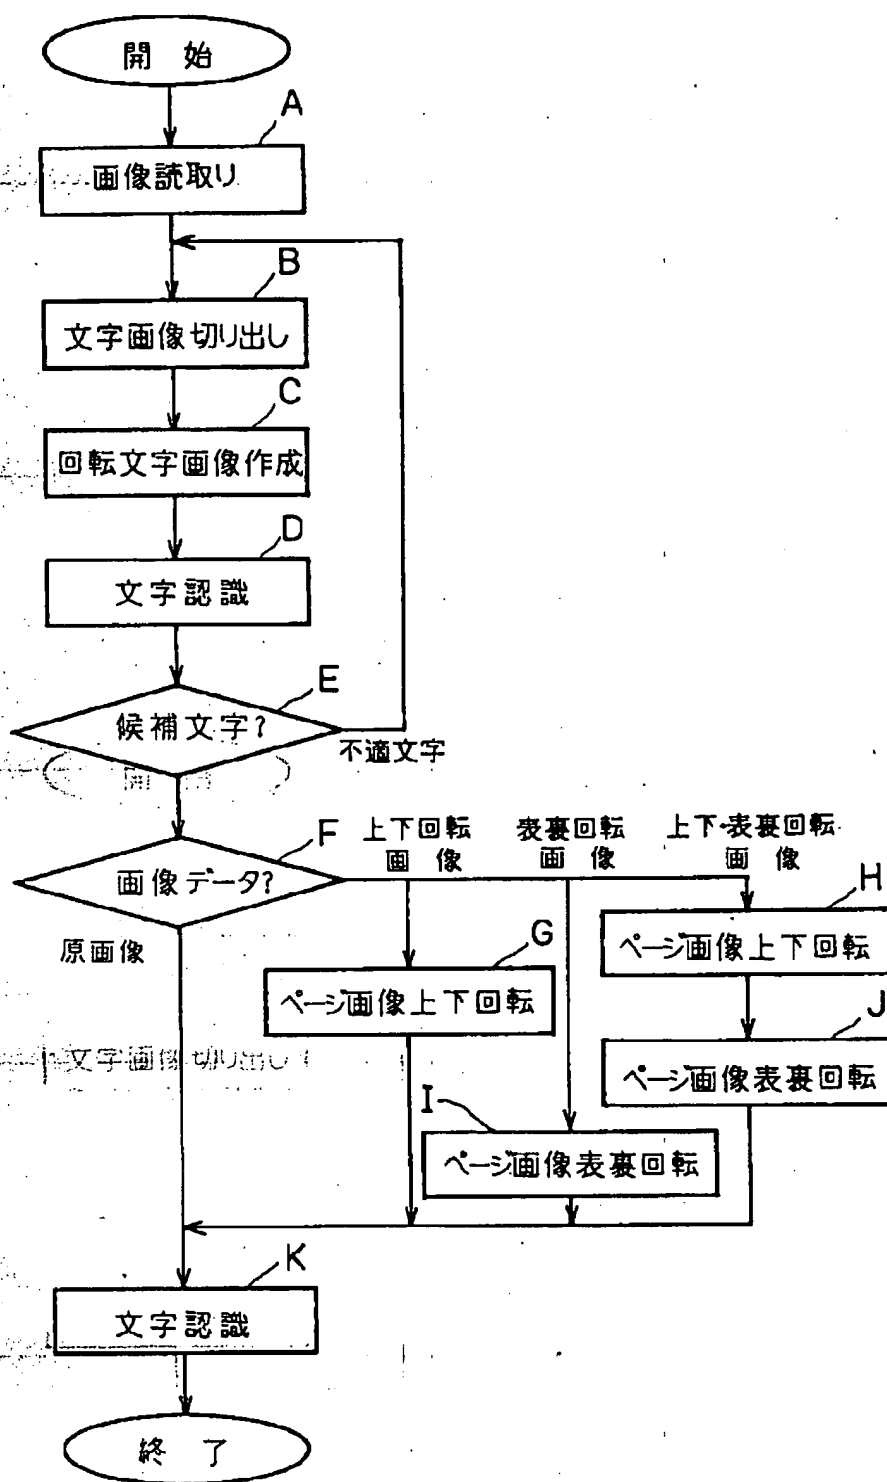 開 始
A
画像読取り
B
文字画像切り出し
C
回転文字画像作成
D
文字認識
E
候補文字?
不適文字
F
画像データ?
原画像
上下回転
画 像
表裏回転
画 像
上下・表裏回転
画 像
G
ページ画像上下回転
H
ページ画像上下回転
J
ページ画像表裏回転
I
ページ画像表裏回転
K
文字認識
終 了